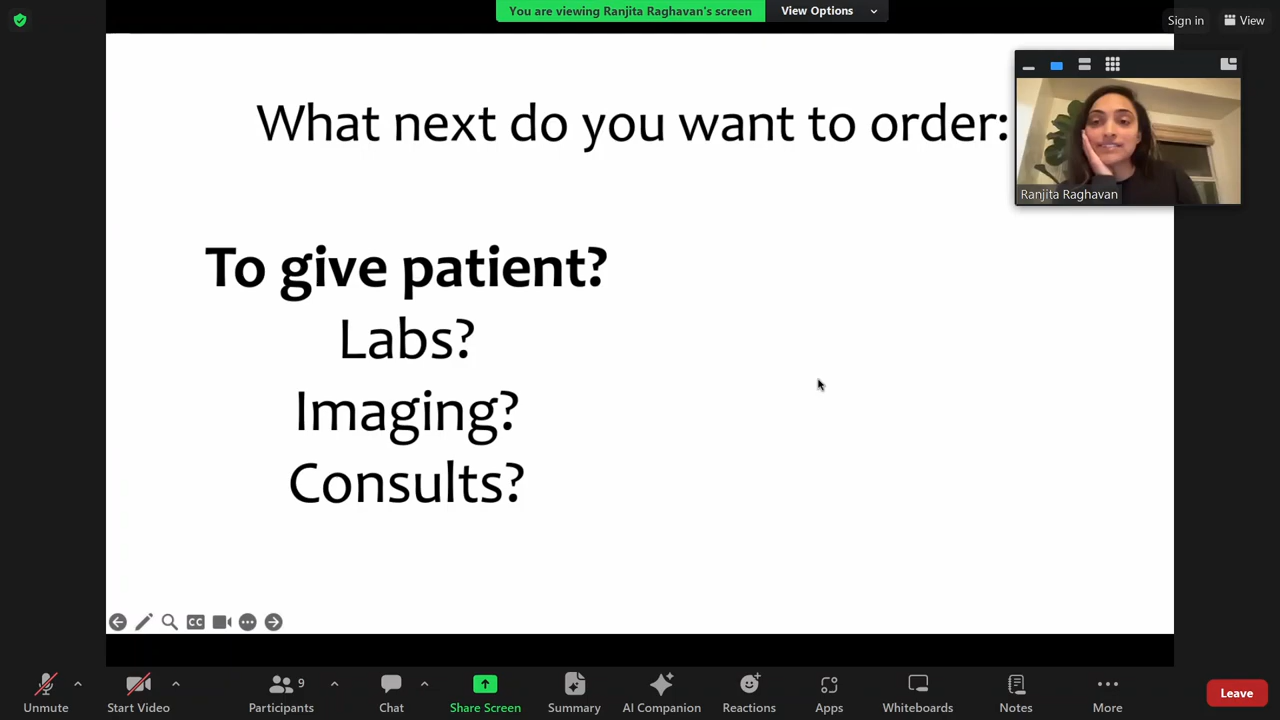 You are viewing Ranjita Raghavan's screen
View Options
Sign in
View
What next do you want to order:
Ranjita Raghavan
To give patient?
Labs?
Imaging?
Consults?
CC
9
Unmute
Start Video
Participants
Chat
Share Screen
Summary
AI Companion
Reactions
Apps
Whiteboards
Notes
More
Leave